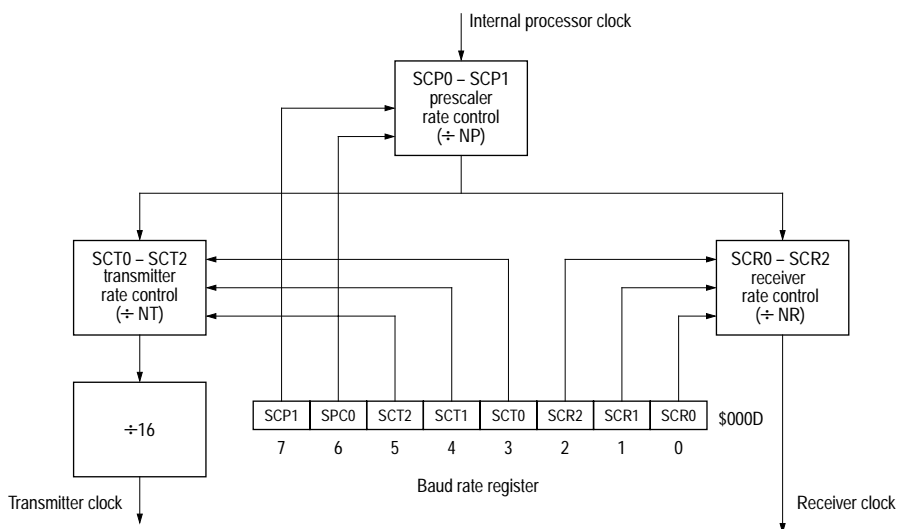 Internal processor clock
SCP0 – SCP1
prescaler
rate control
(÷ NP)
SCT0 – SCT2
transmitter
rate control
(÷ NT)
SCR0 – SCR2
receiver
rate control
(÷ NR)
÷16
SCP1 SPC0 SCT2 SCT1 SCT0 SCR2 SCR1 SCR0 $000D
7 6 5 4 3 2 1 0
Baud rate register
Transmitter clock
Receiver clock